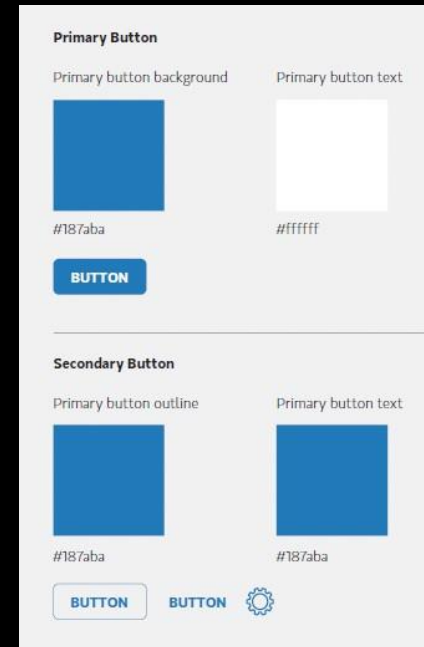 Primary Button
Primary button background Primary button text
#187aba #ffffff
BUTTON
Secondary Button
Primary button outline Primary button text
#187aba #187aba
BUTTON BUTTON